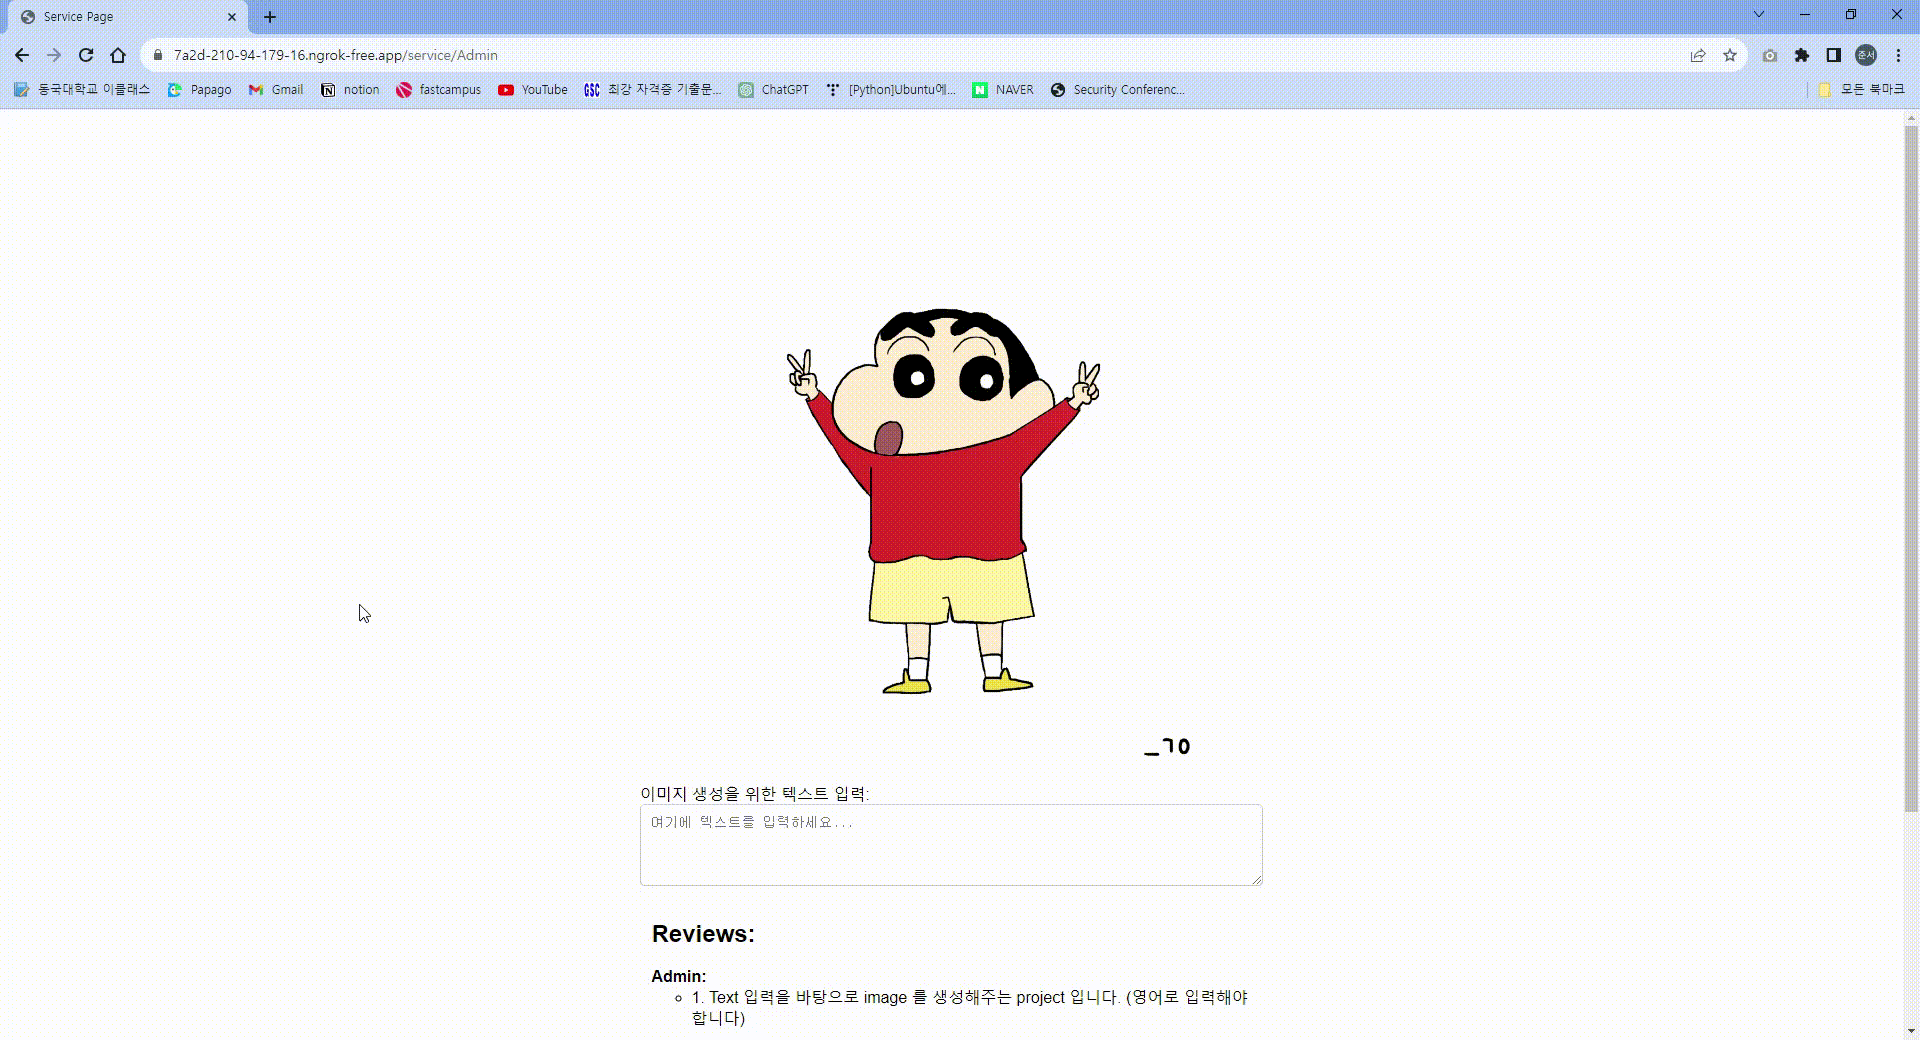 Service Page
7a2d-210-94-179-16.ngrok-free.app/service/Admin
준서
동국대학교 이클래스 Papago Gmail notion fastcampus YouTube GSC 최강 자격증 기출문... ChatGPT [Python]Ubuntu에... NAVER Security Conferenc... 모든 북마크
이미지 생성을 위한 텍스트 입력:
여기에 텍스트를 입력하세요...
Reviews:
Admin:
1. Text 입력을 바탕으로 image 를 생성해주는 project 입니다. (영어로 입력해야
합니다)